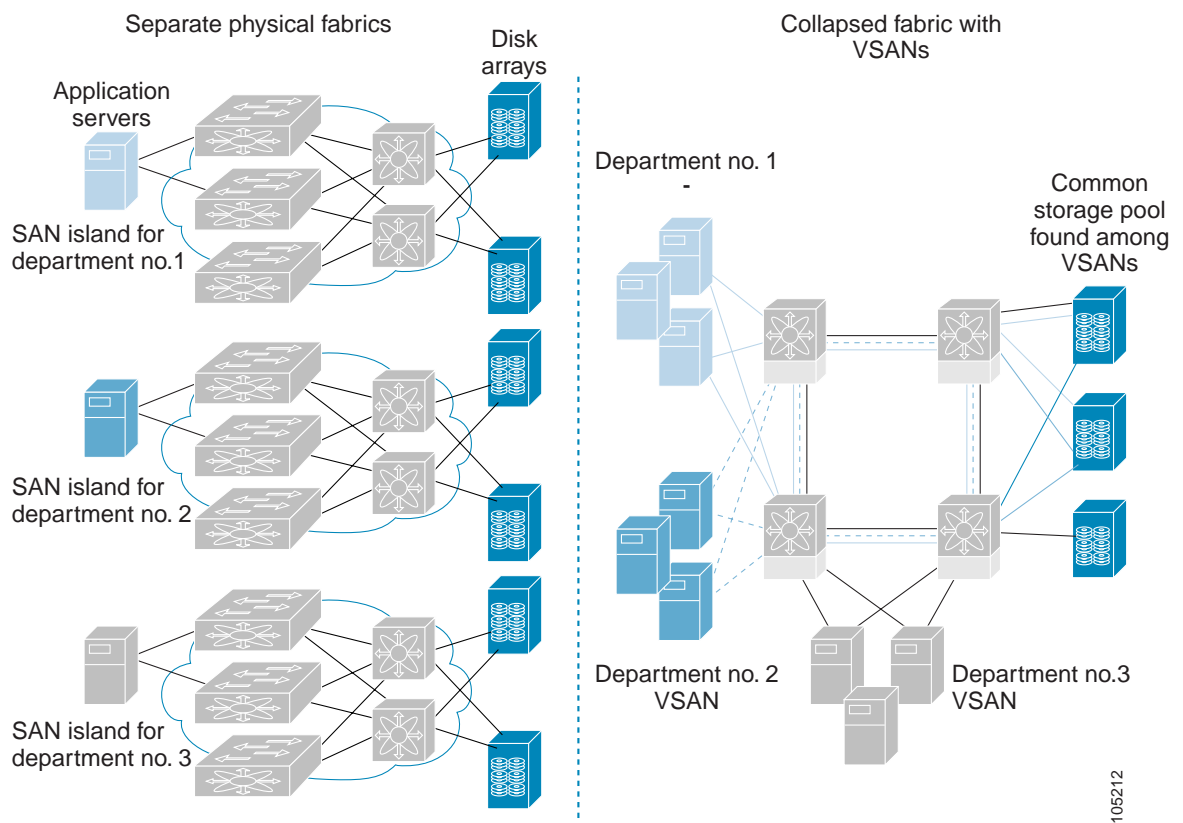 Separate physical fabrics
Disk
arrays
Application
servers
SAN island for
department no.1
SAN island for
department no. 2
SAN island for
department no. 3
Collapsed fabric with
VSANs
Department no. 1
-
Common
storage pool
found among
VSANs
Department no. 2
VSAN
Department no.3
VSAN
105212